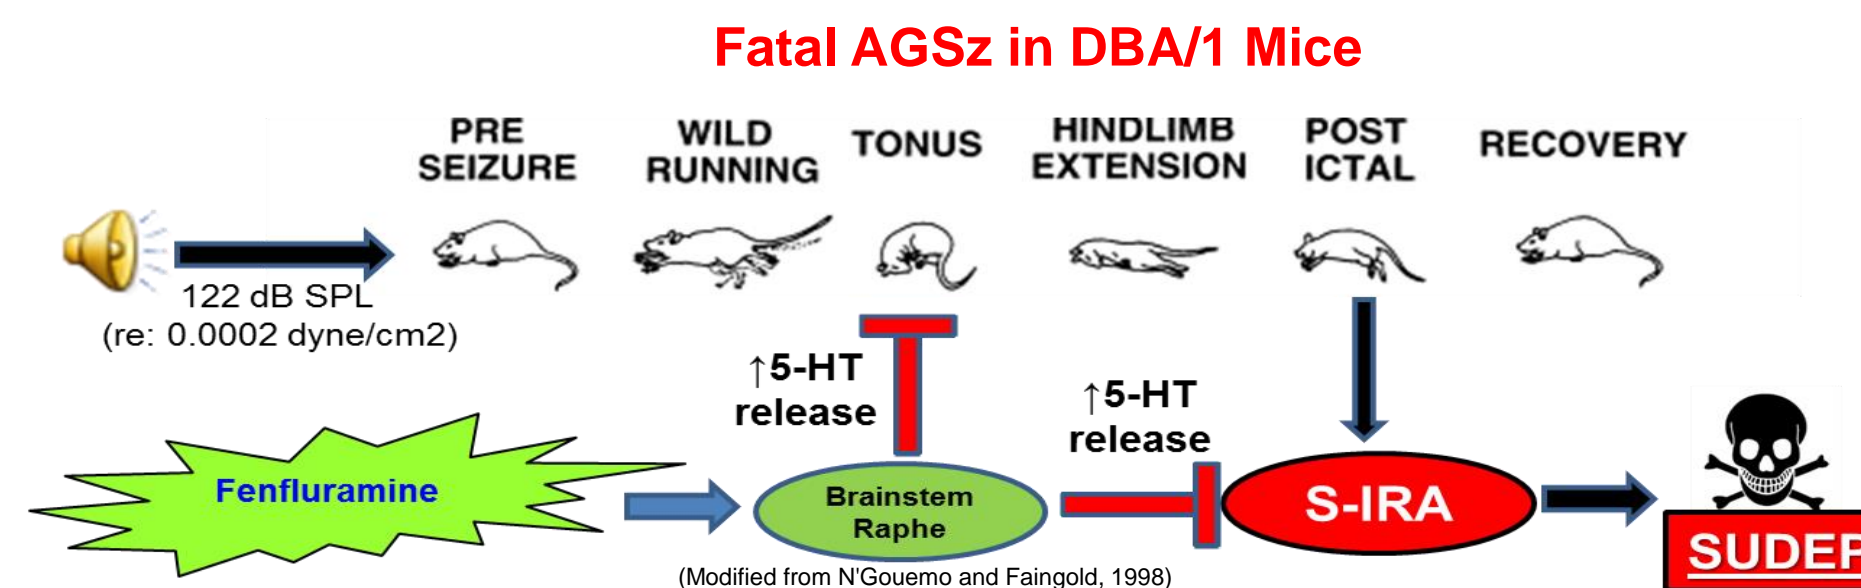 Fatal AGSz in DBA/1 Mice
PRE
SEIZURE
WILD
RUNNING
TONUS
HINDLIMB
EXTENSION
POST
ICTAL
RECOVERY
122 dB SPL
(re: 0.0002 dyne/cm2)
↑5-HT
release
↑5-HT
release
Fenfluramine
Brainstem
Raphe
S-IRA
SUDEP
(Modified from N'Gouemo and Faingold, 1998)